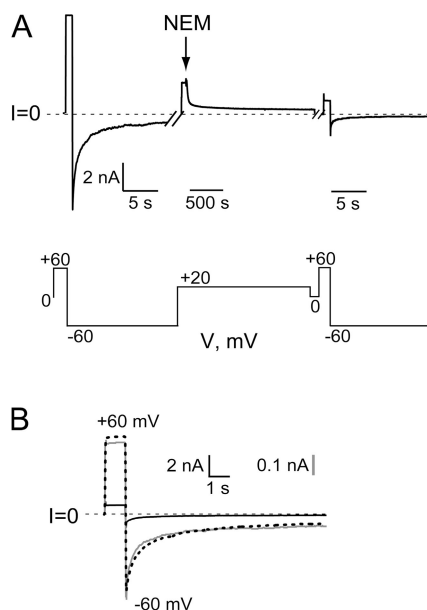 A
NEM
I=0
2 nA
5 s
500 s
5 s
+60
0
-60
+20
+60
0
-60
V, mV
B
+60 mV
2 nA
1 s
0.1 nA
I=0
-60 mV